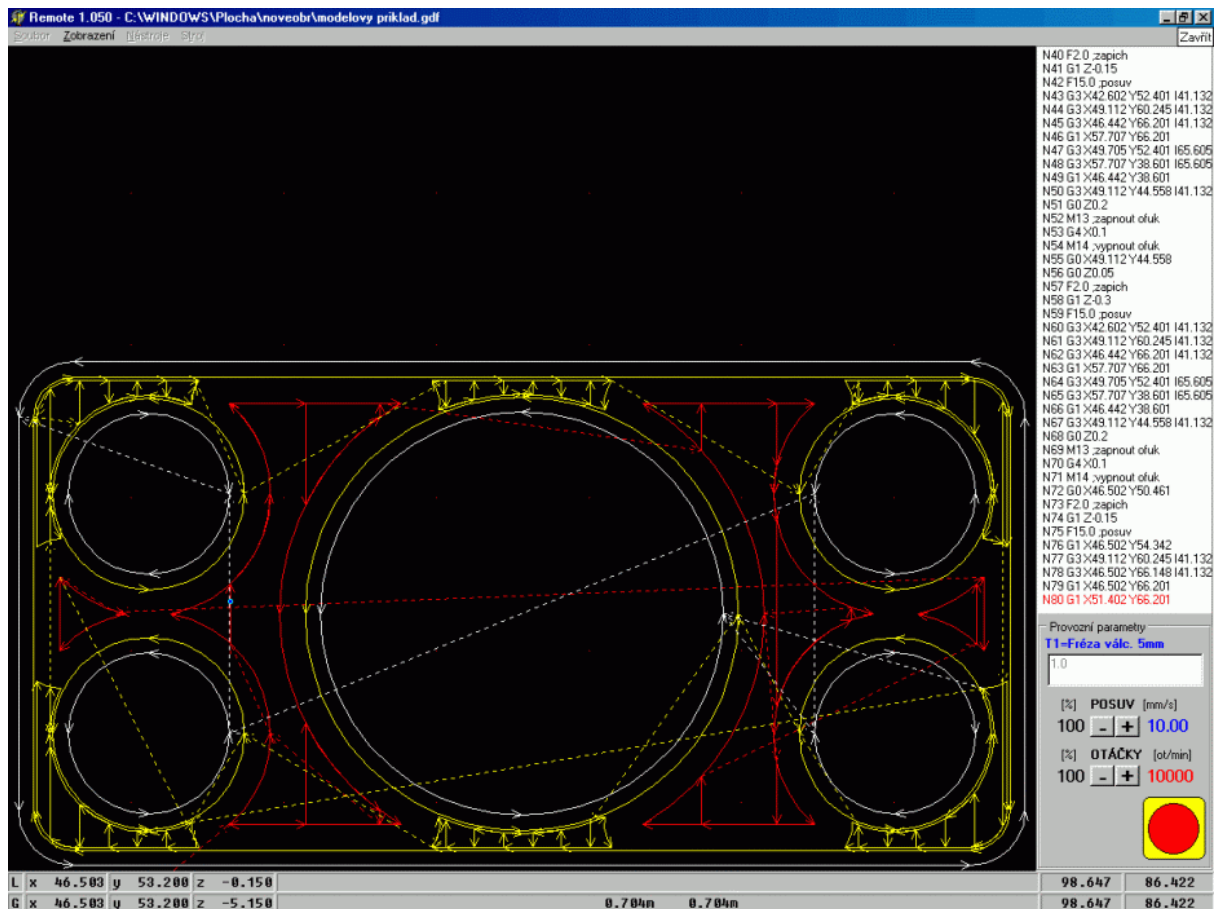 Remote 1.050 - C:\WINDOWS\Plocha\noveobr\modelovy priklad.gdf
Soubor Zobrazení Nástroje Stroj
Zavřít
N40 F2.0 ;zapich
N41 G1 Z-0.15
N42 F15.0 ;posuv
N43 G3 X42.602 Y52.401 I41.132
N44 G3 X49.112 Y60.245 I41.132
N45 G3 X46.442 Y66.201 I41.132
N46 G1 X57.707 Y66.201
N47 G3 X49.705 Y52.401 I65.605
N48 G3 X57.707 Y38.601 I65.605
N49 G1 X46.442 Y38.601
N50 G3 X49.112 Y44.558 I41.132
N51 G0 Z0.2
N52 M13 ;zapnout ofuk
N53 G4 X0.1
N54 M14 ;vypnout ofuk
N55 G0 X49.112 Y44.558
N56 G0 Z0.05
N57 F2.0 ;zapich
N58 G1 Z-0.3
N59 F15.0 ;posuv
N60 G3 X42.602 Y52.401 I41.132
N61 G3 X49.112 Y60.245 I41.132
N62 G3 X46.442 Y66.201 I41.132
N63 G1 X57.707 Y66.201
N64 G3 X49.705 Y52.401 I65.605
N65 G3 X57.707 Y38.601 I65.605
N66 G1 X46.442 Y38.601
N67 G3 X49.112 Y44.558 I41.132
N68 G0 Z0.2
N69 M13 ;zapnout ofuk
N70 G4 X0.1
N71 M14 ;vypnout ofuk
N72 G0 X46.502 Y50.461
N73 F2.0 ;zapich
N74 G1 Z-0.15
N75 F15.0 ;posuv
N76 G1 X46.502 Y54.342
N77 G3 X49.112 Y60.245 I41.132
N78 G3 X46.502 Y66.148 I41.132
N79 G1 X46.502 Y66.201
N80 G1 X51.402 Y66.201
Provozní parametry
T1=Fréza válc. 5mm
1.0
[%] POSUV [mm/s]
100 - + 10.00
[%] OTÁČKY [ot/min]
100 - + 10000
L x 46.503 y 53.200 z -0.150 98.647 86.422
G x 46.503 y 53.200 z -5.150 0.704m 0.704m 98.647 86.422